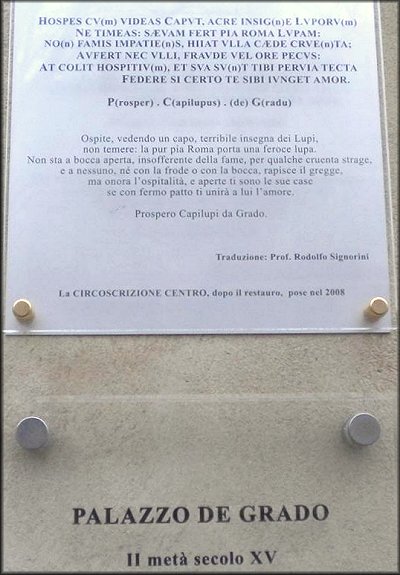 HOSPES CV(m) VIDEAS CAPVT, ACRE INSIG(n)E LVPORV(m)
NE TIMEAS: SÆVAM FERT PIA ROMA LVPAM:
NO(n) FAMIS IMPATIE(n)S, HIIAT VLLA CÆDE CRVE(n)TA;
AVFERT NEC VLLI, FRAVDE VEL ORE PECVS:
AT COLIT HOSPITIV(m), ET SVA SV(n)T TIBI PERVIA TECTA
FEDERE SI CERTO TE SIBI IVNGET AMOR.
P(rosper) . C(apilupus) . (de) G(radu)
Ospite, vedendo un capo, terribile insegna dei Lupi,
non temere: la pur pia Roma porta una feroce lupa.
Non sta a bocca aperta, insofferente della fame, per qualche cruenta strage,
e a nessuno, né con la frode o con la bocca, rapisce il gregge,
ma onora l'ospitalità, e aperte ti sono le sue case
se con fermo patto ti unirà a lui l'amore.
Prospero Capilupi da Grado.
Traduzione: Prof. Rodolfo Signorini
La CIRCOSCRIZIONE CENTRO, dopo il restauro, pose nel 2008
PALAZZO DE GRADO
II metà secolo XV